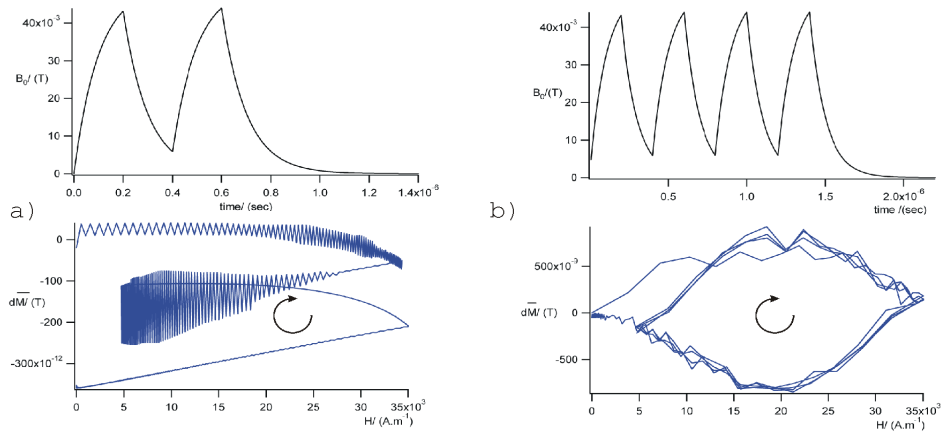 40x10⁻³
30
20
10
0
B₀/ (T)
0.0 0.2 0.4 0.6 0.8 1.0 1.2 1.4x10⁻⁶
time/ (sec)
a)
0
-100
-200
-300x10⁻¹²
dM/ (T)
0 5 10 15 20 25 30 35x10³
H/ (A.m⁻¹)
40x10⁻³
30
20
10
0
B₀/(T)
0.5 1.0 1.5 2.0x10⁻⁶
time /(sec)
b)
500x10⁻⁹
0
-500
dM/ (T)
0 5 10 15 20 25 30 35x10³
H/ (A.m⁻¹)